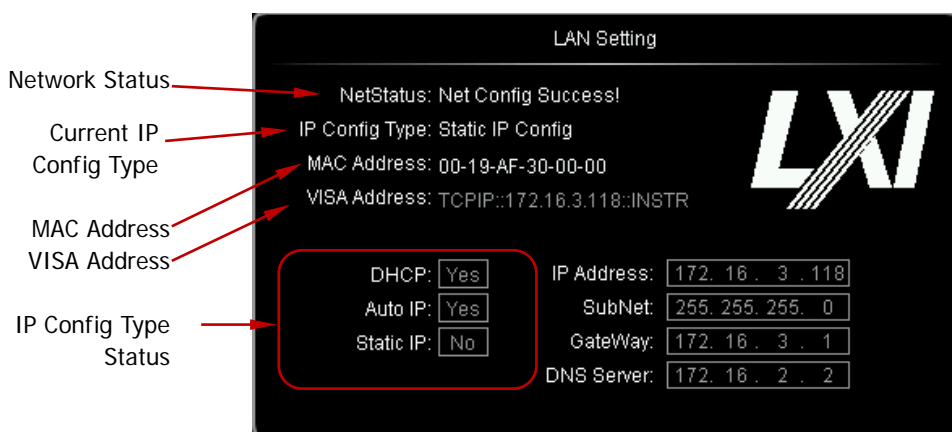 LAN Setting
Network Status
NetStatus: Net Config Success!
Current IP
Config Type
IP Config Type: Static IP Config
MAC Address: 00-19-AF-30-00-00
VISA Address: TCPIP::172.16.3.118::INSTR
LXI
MAC Address
VISA Address
IP Config Type
Status
DHCP: Yes
Auto IP: Yes
Static IP: No
IP Address: 172. 16 . 3 . 118
SubNet: 255. 255. 255. 0
GateWay: 172. 16 . 3 . 1
DNS Server: 172. 16 . 2 . 2